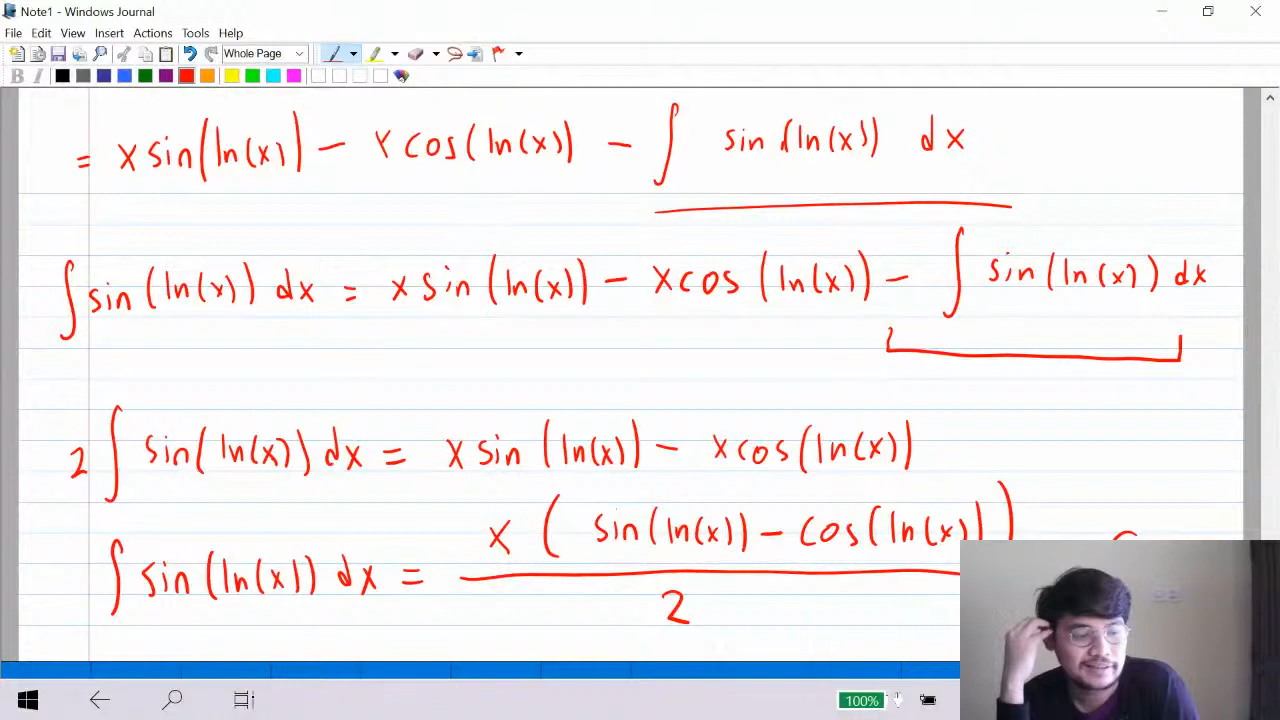 Note1 - Windows Journal
File Edit View Insert Actions Tools Help
Whole Page
B I
= x sin(ln(x)) - x cos(ln(x)) - ∫ sin(ln(x)) dx
∫ sin(ln(x)) dx = x sin(ln(x)) - x cos(ln(x)) - ∫ sin(ln(x)) dx
2 ∫ sin(ln(x)) dx = x sin(ln(x)) - x cos(ln(x))
∫ sin(ln(x)) dx = x(sin(ln(x)) - cos(ln(x)))
2
100%